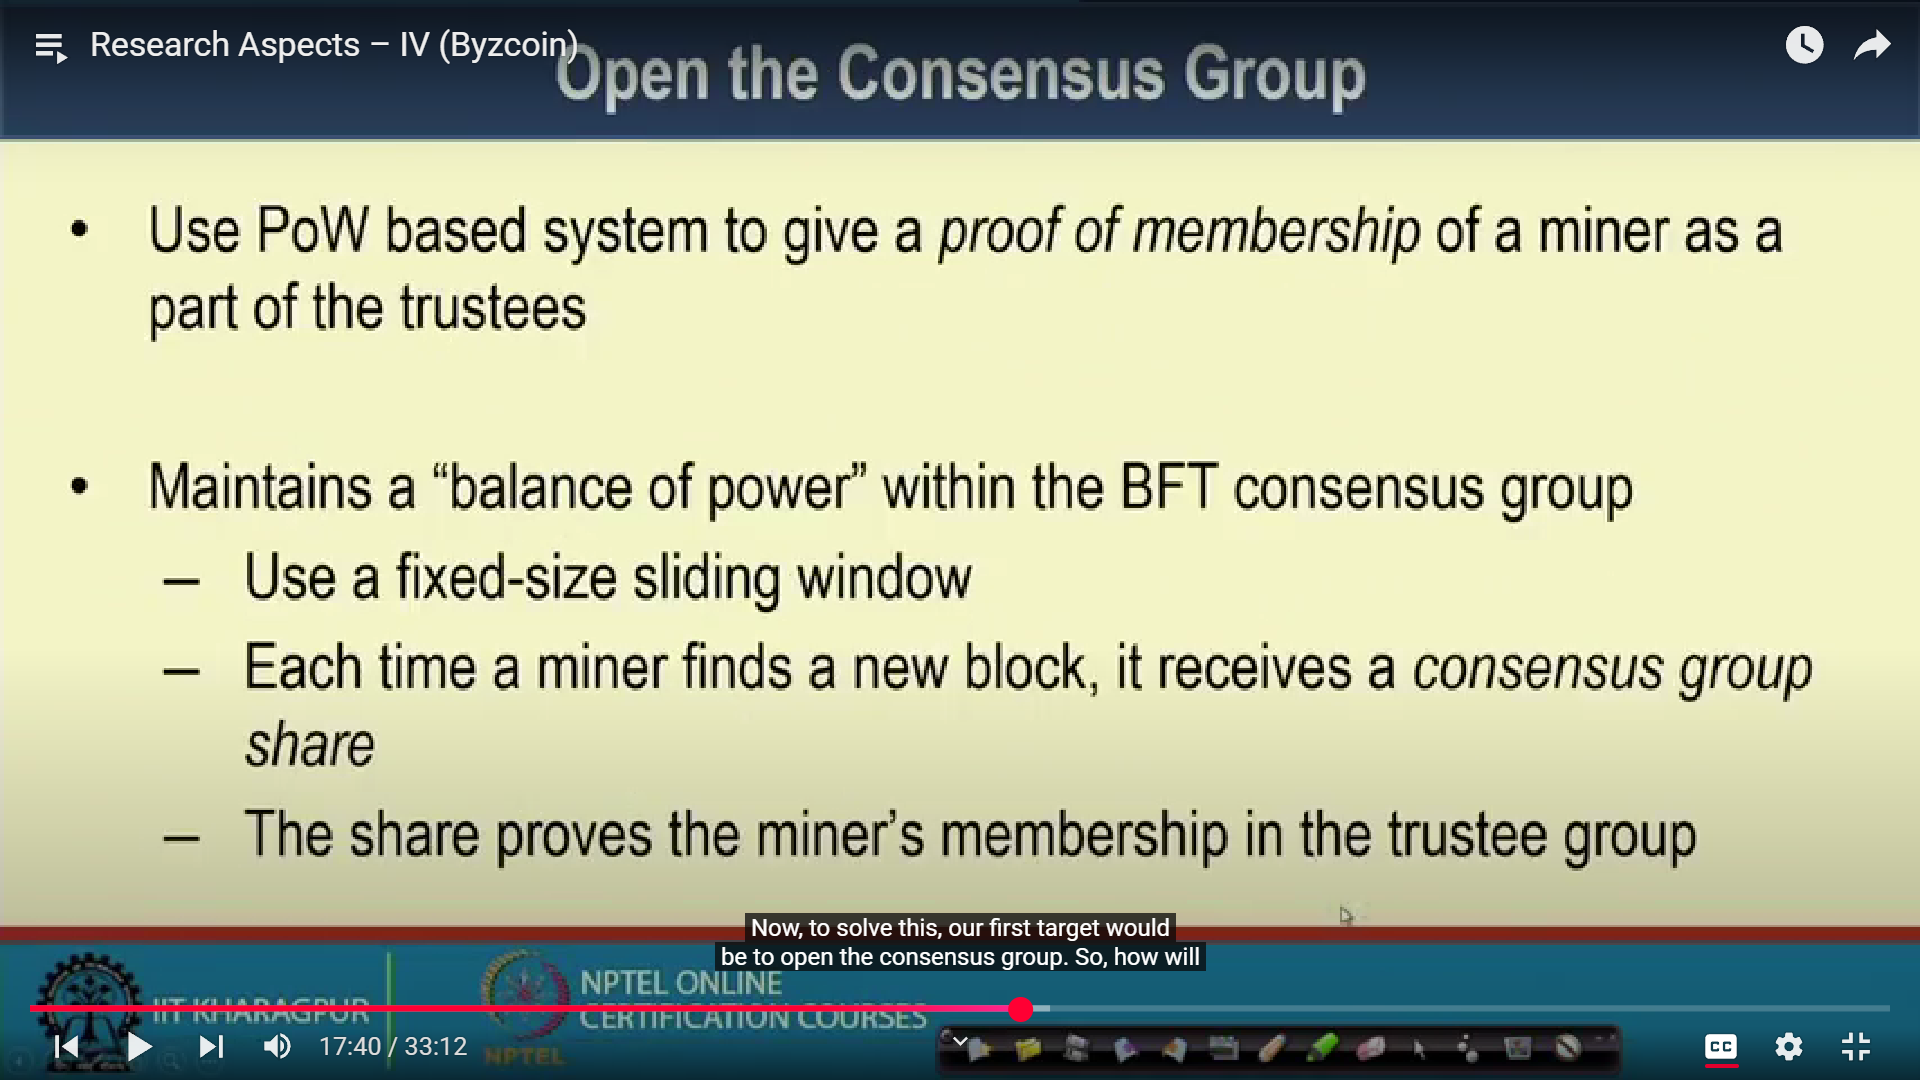 Research Aspects – IV (Byzcoin)
Open the Consensus Group
• Use PoW based system to give a proof of membership of a miner as a
part of the trustees
• Maintains a “balance of power” within the BFT consensus group
– Use a fixed-size sliding window
– Each time a miner finds a new block, it receives a consensus group
share
– The share proves the miner’s membership in the trustee group
Now, to solve this, our first target would
be to open the consensus group. So, how will
IIT KHARAGPUR
NPTEL ONLINE
CERTIFICATION COURSES
NPTEL
17:40 / 33:12
CC